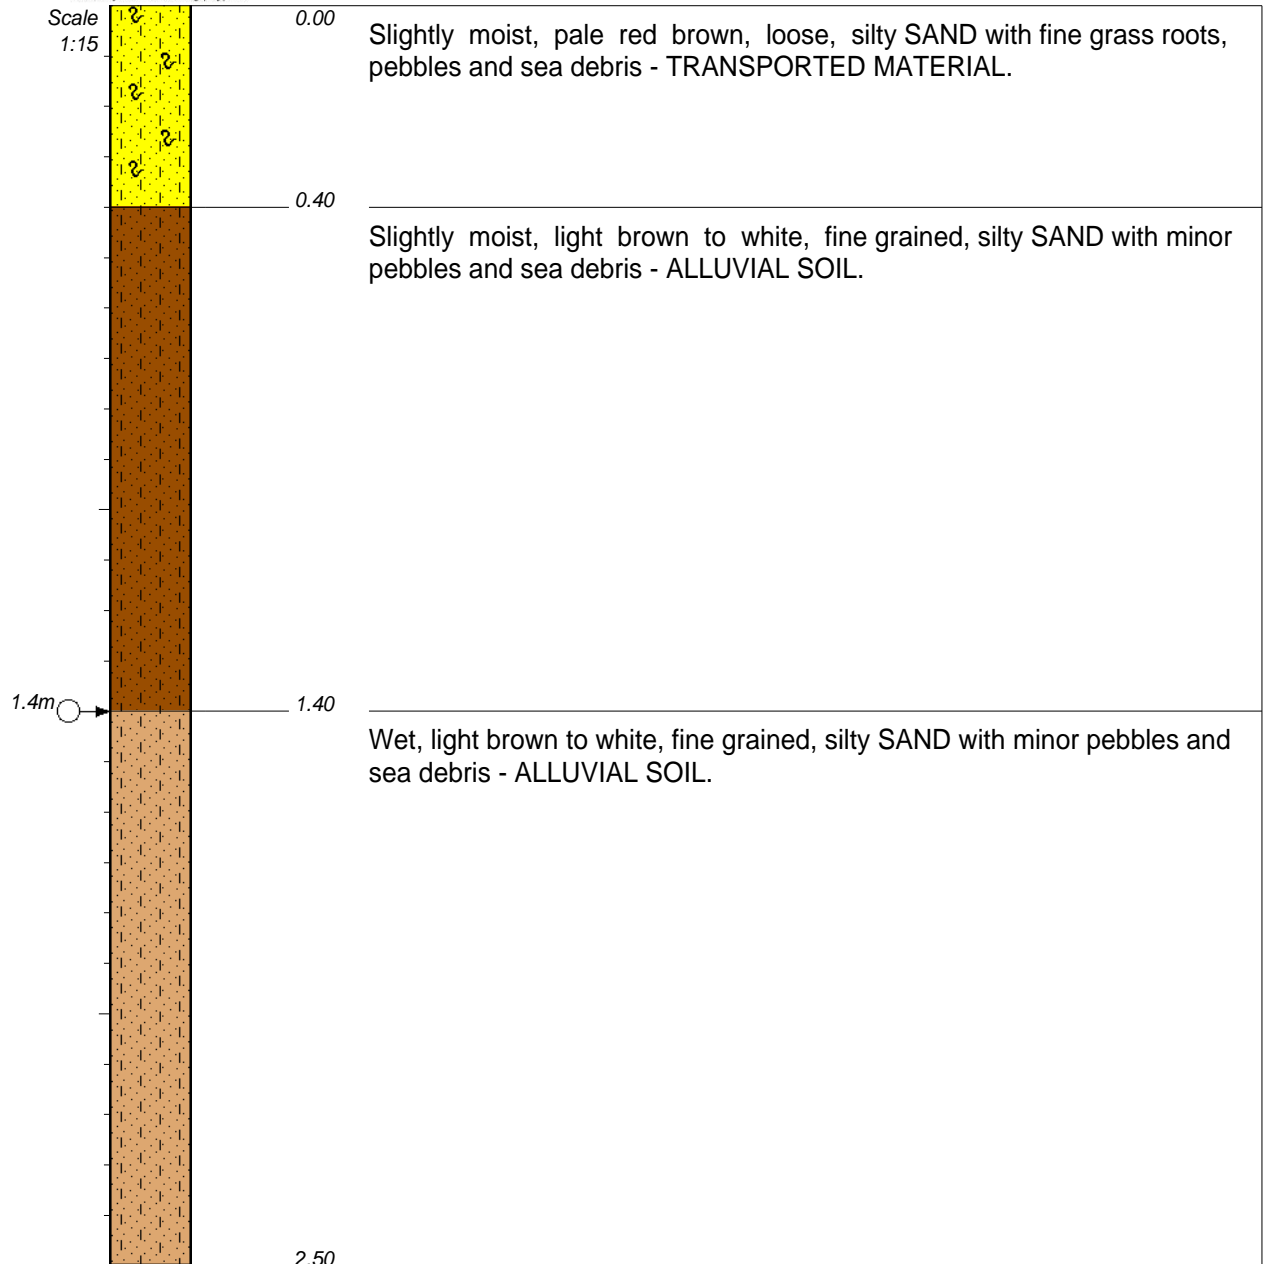 Scale
1:15
0.00
Slightly moist, pale red brown, loose, silty SAND with fine grass roots,
pebbles and sea debris - TRANSPORTED MATERIAL.
0.40
Slightly moist, light brown to white, fine grained, silty SAND with minor
pebbles and sea debris - ALLUVIAL SOIL.
1.4m
1.40
Wet, light brown to white, fine grained, silty SAND with minor pebbles and
sea debris - ALLUVIAL SOIL.
2.50